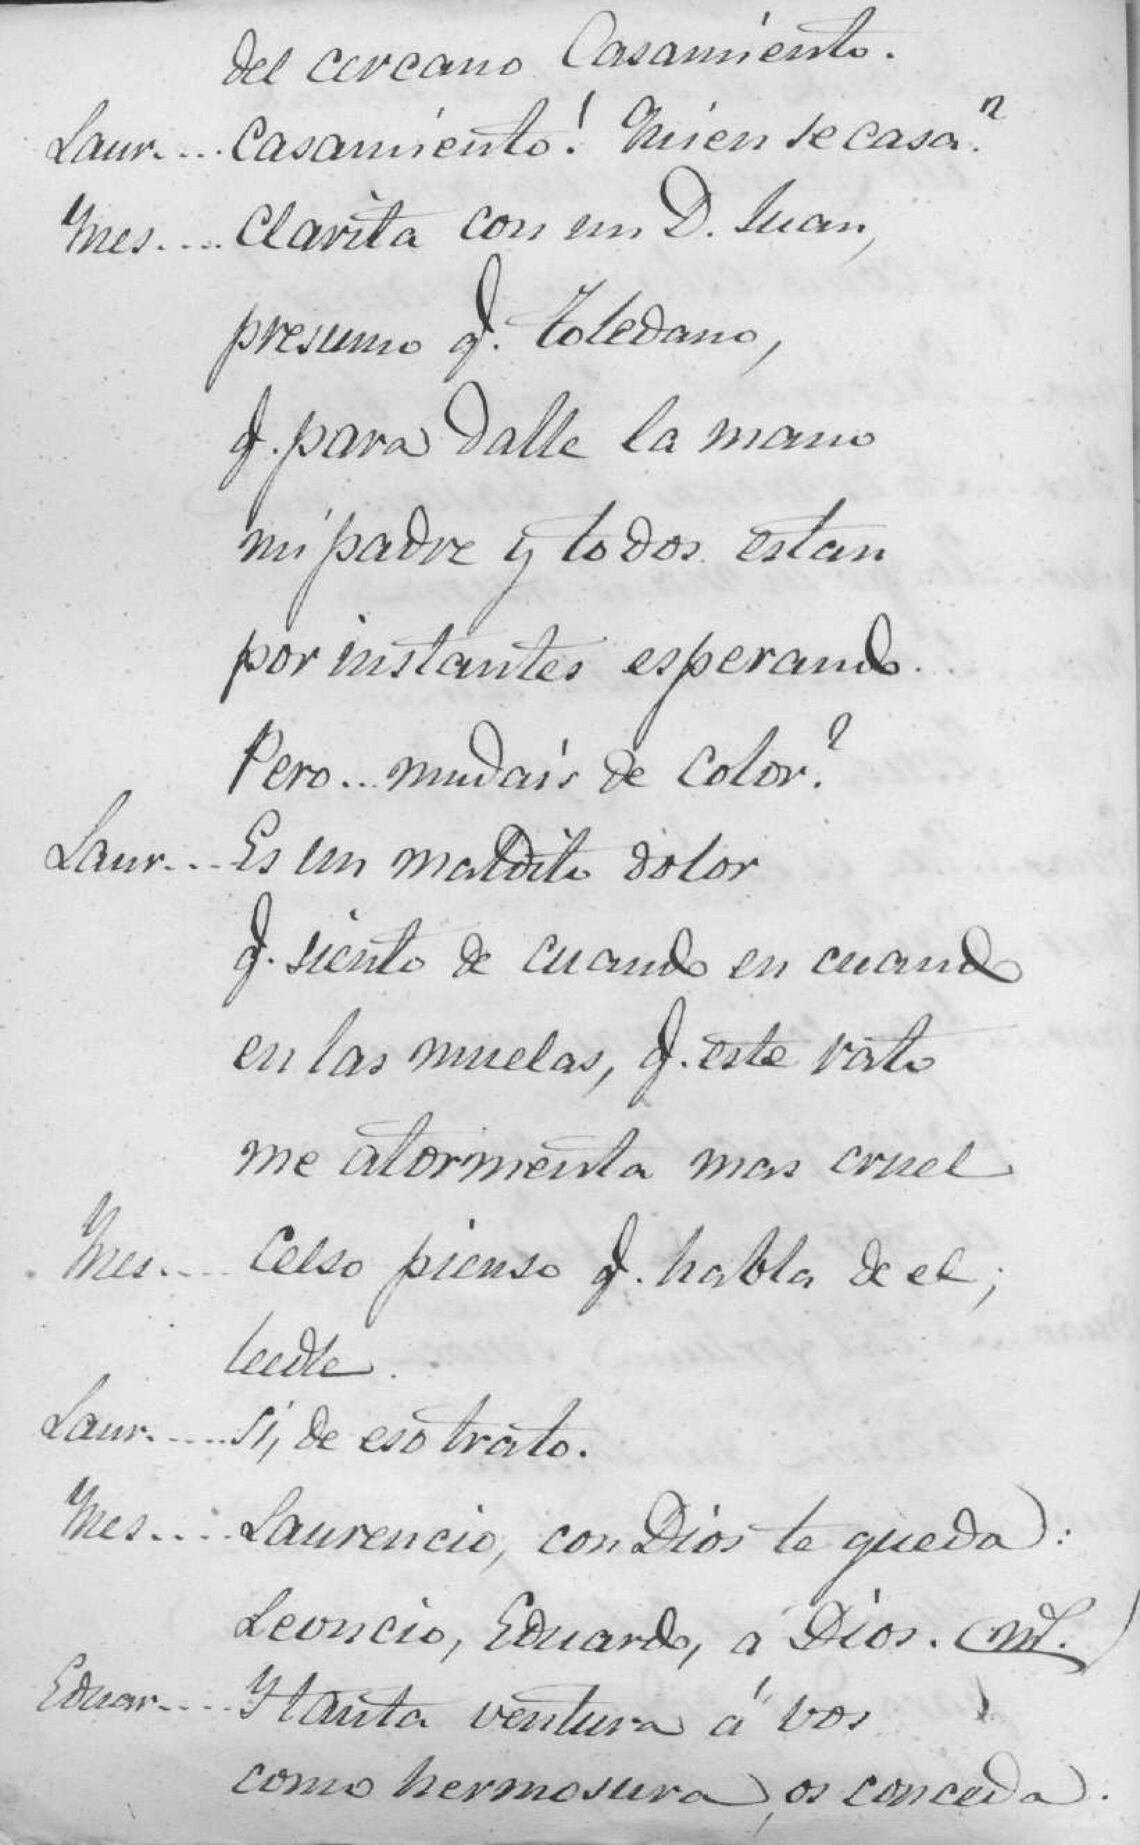 del cercano Casamiento.
Laur.... Casamiento! Quien se casa?
Ynes.... Clarita con un D. Juan,
presumo q. toledano,
q. para dalle la mano
mi padre y todos estan
por instantes esperando.
Pero... mudais de color?
Laur.... Es un maldito dolor
q. siento de cuando en cuando
en las muelas, q. este rato
me atormenta mas cruel
Ynes.... Celso pienso q. habla de el;
leedle.
Laur..... Si, de eso trato.
Ynes.... Laurencio, con Dios te queda:
Leoncio, Eduardo, a Dios.
Eduar.... Y tanta ventura á vos
como hermosura, os conceda.